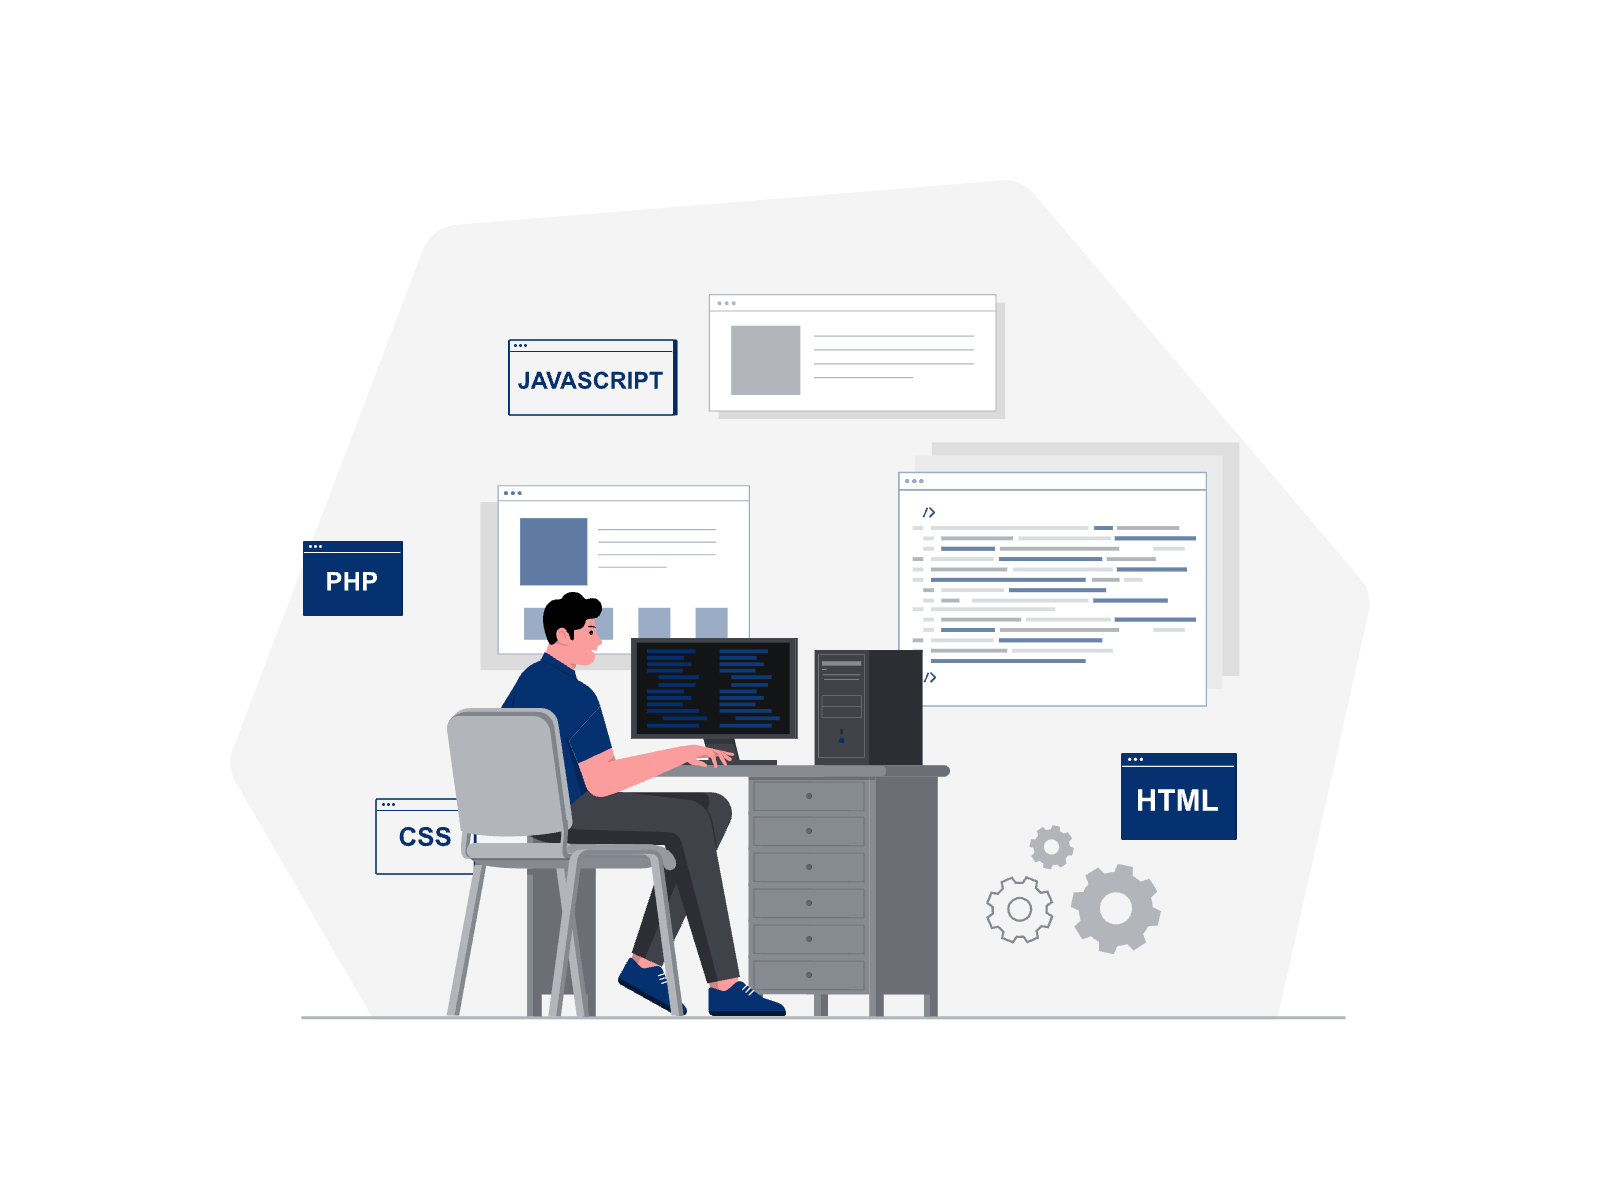 JAVASCRIPT
/>
PHP
/>
HTML
CSS